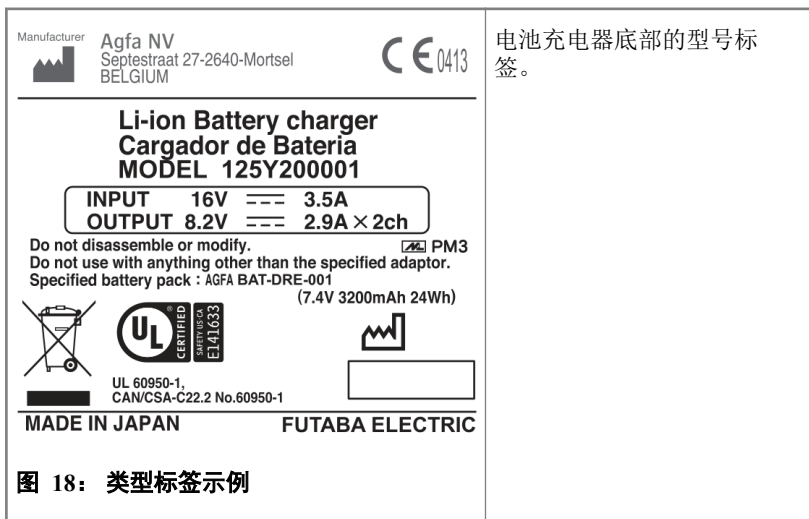 Manufacturer
Agfa NV
Septestraat 27-2640-Mortsel
BELGIUM
CE 0413
Li-ion Battery charger
Cargador de Bateria
MODEL 125Y200001
INPUT 16V ⎓ 3.5A
OUTPUT 8.2V ⎓ 2.9A×2ch
Do not disassemble or modify.
PM3
Do not use with anything other than the specified adaptor.
Specified battery pack : AGFA BAT-DRE-001
(7.4V 3200mAh 24Wh)
UL
®
CERTIFIED
SAFETY US CA
E141633
UL 60950-1,
CAN/CSA-C22.2 No.60950-1
MADE IN JAPAN
FUTABA ELECTRIC
图 18： 类型标签示例
电池充电器底部的型号标
签。